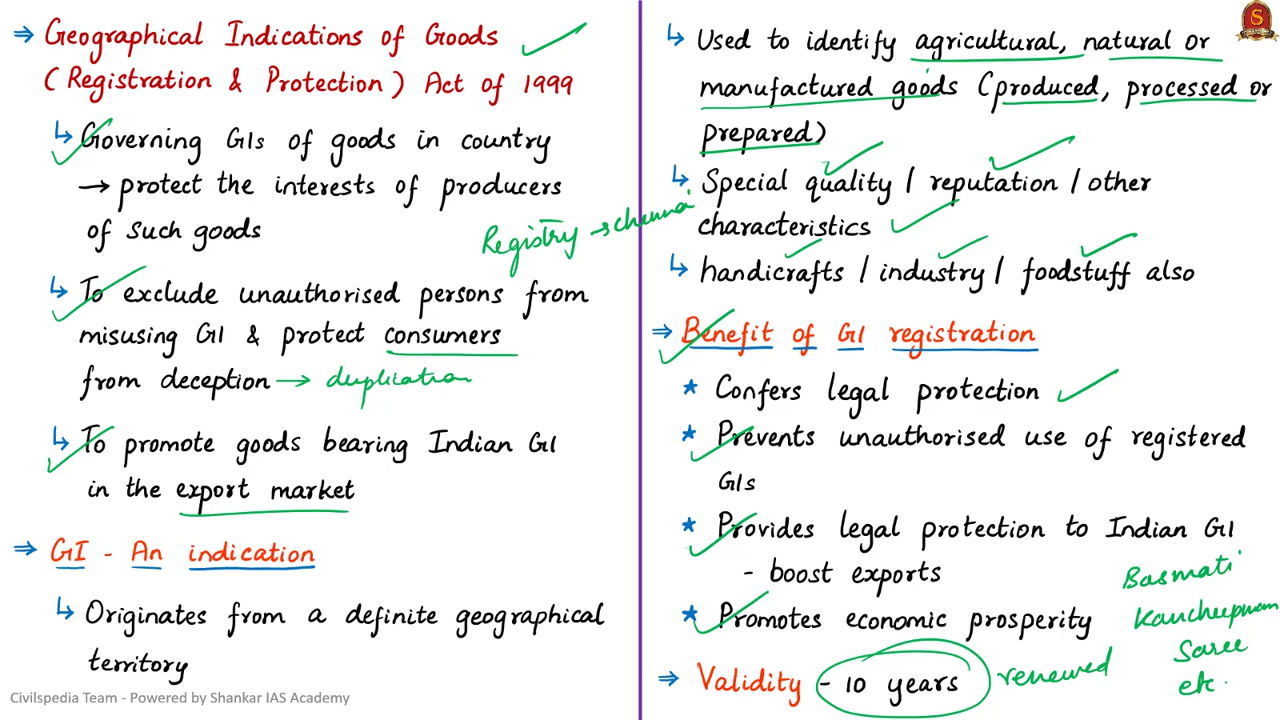 ⇒ Geographical Indications of Goods
(Registration & Protection) Act of 1999
↳ Governing GIs of goods in country
→ protect the interests of producers
of such goods
Registry → chennai
↳ To exclude unauthorised persons from
misusing GI & protect consumers
from deception → duplication
↳ To promote goods bearing Indian GI
in the export market
⇒ GI - An indication
↳ Originates from a definite geographical
territory
Civilspedia Team - Powered by Shankar IAS Academy
S
↳ Used to identify agricultural, natural or
manufactured goods (produced, processed or
prepared)
↳ Special quality / reputation / other
characteristics
↳ handicrafts / industry / foodstuff also
⇒ Benefit of GI registration
* Confers legal protection
* Prevents unauthorised use of registered
GIs
* Provides legal protection to Indian GI
- boost exports
* Promotes economic prosperity
⇒ Validity - 10 years renewed
Basmati
Kancheepuram
Saree
etc.